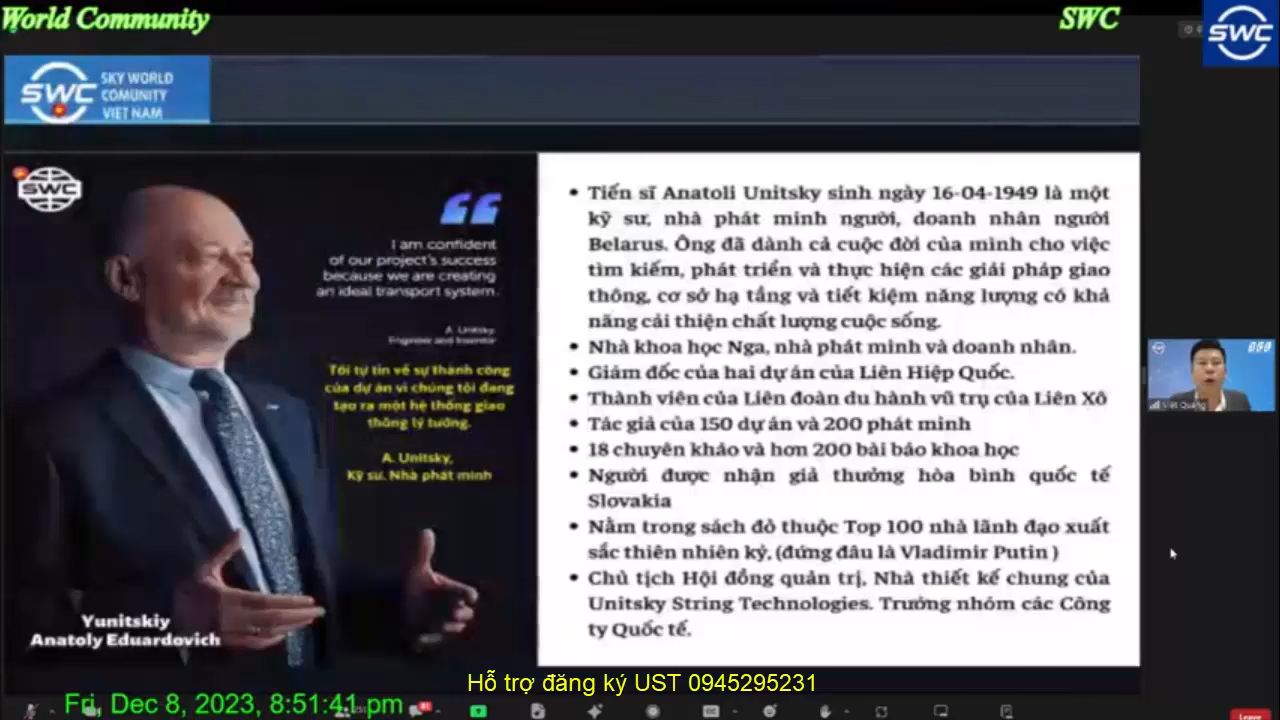 World Community
SWC
SWC
SWC
SKY WORLD
COMUNITY
VIET NAM
SWC
I am confident
of our project's success
because we are creating
an ideal transport system.
A. Unitsky,
Engineer and Inventor
Tôi tự tin về sự thành công
của dự án vì chúng tôi đang
tạo ra một hệ thống giao
thông lý tưởng.
A. Unitsky,
Kỹ sư. Nhà phát minh
Yunitskiy
Anatoly Eduardovich
• Tiến sĩ Anatoli Unitsky sinh ngày 16-04-1949 là một
kỹ sư, nhà phát minh người, doanh nhân người
Belarus. Ông đã dành cả cuộc đời của mình cho việc
tìm kiếm, phát triển và thực hiện các giải pháp giao
thông, cơ sở hạ tầng và tiết kiệm năng lượng có khả
năng cải thiện chất lượng cuộc sống.
• Nhà khoa học Nga, nhà phát minh và doanh nhân.
• Giám đốc của hai dự án của Liên Hiệp Quốc.
• Thành viên của Liên đoàn du hành vũ trụ của Liên Xô
• Tác giả của 150 dự án và 200 phát minh
• 18 chuyên khảo và hơn 200 bài báo khoa học
• Người được nhận giả thưởng hòa bình quốc tế
Slovakia
• Nằm trong sách đỏ thuộc Top 100 nhà lãnh đạo xuất
sắc thiên nhiên kỷ, (đứng đâu là Vladimir Putin )
• Chủ tịch Hội đồng quản trị, Nhà thiết kế chung của
Unitsky String Technologies. Trưởng nhóm các Công
ty Quốc tế.
Viet Quang
Hỗ trợ đăng ký UST 0945295231
Fri, Dec 8, 2023, 8:51:41 pm
Leave